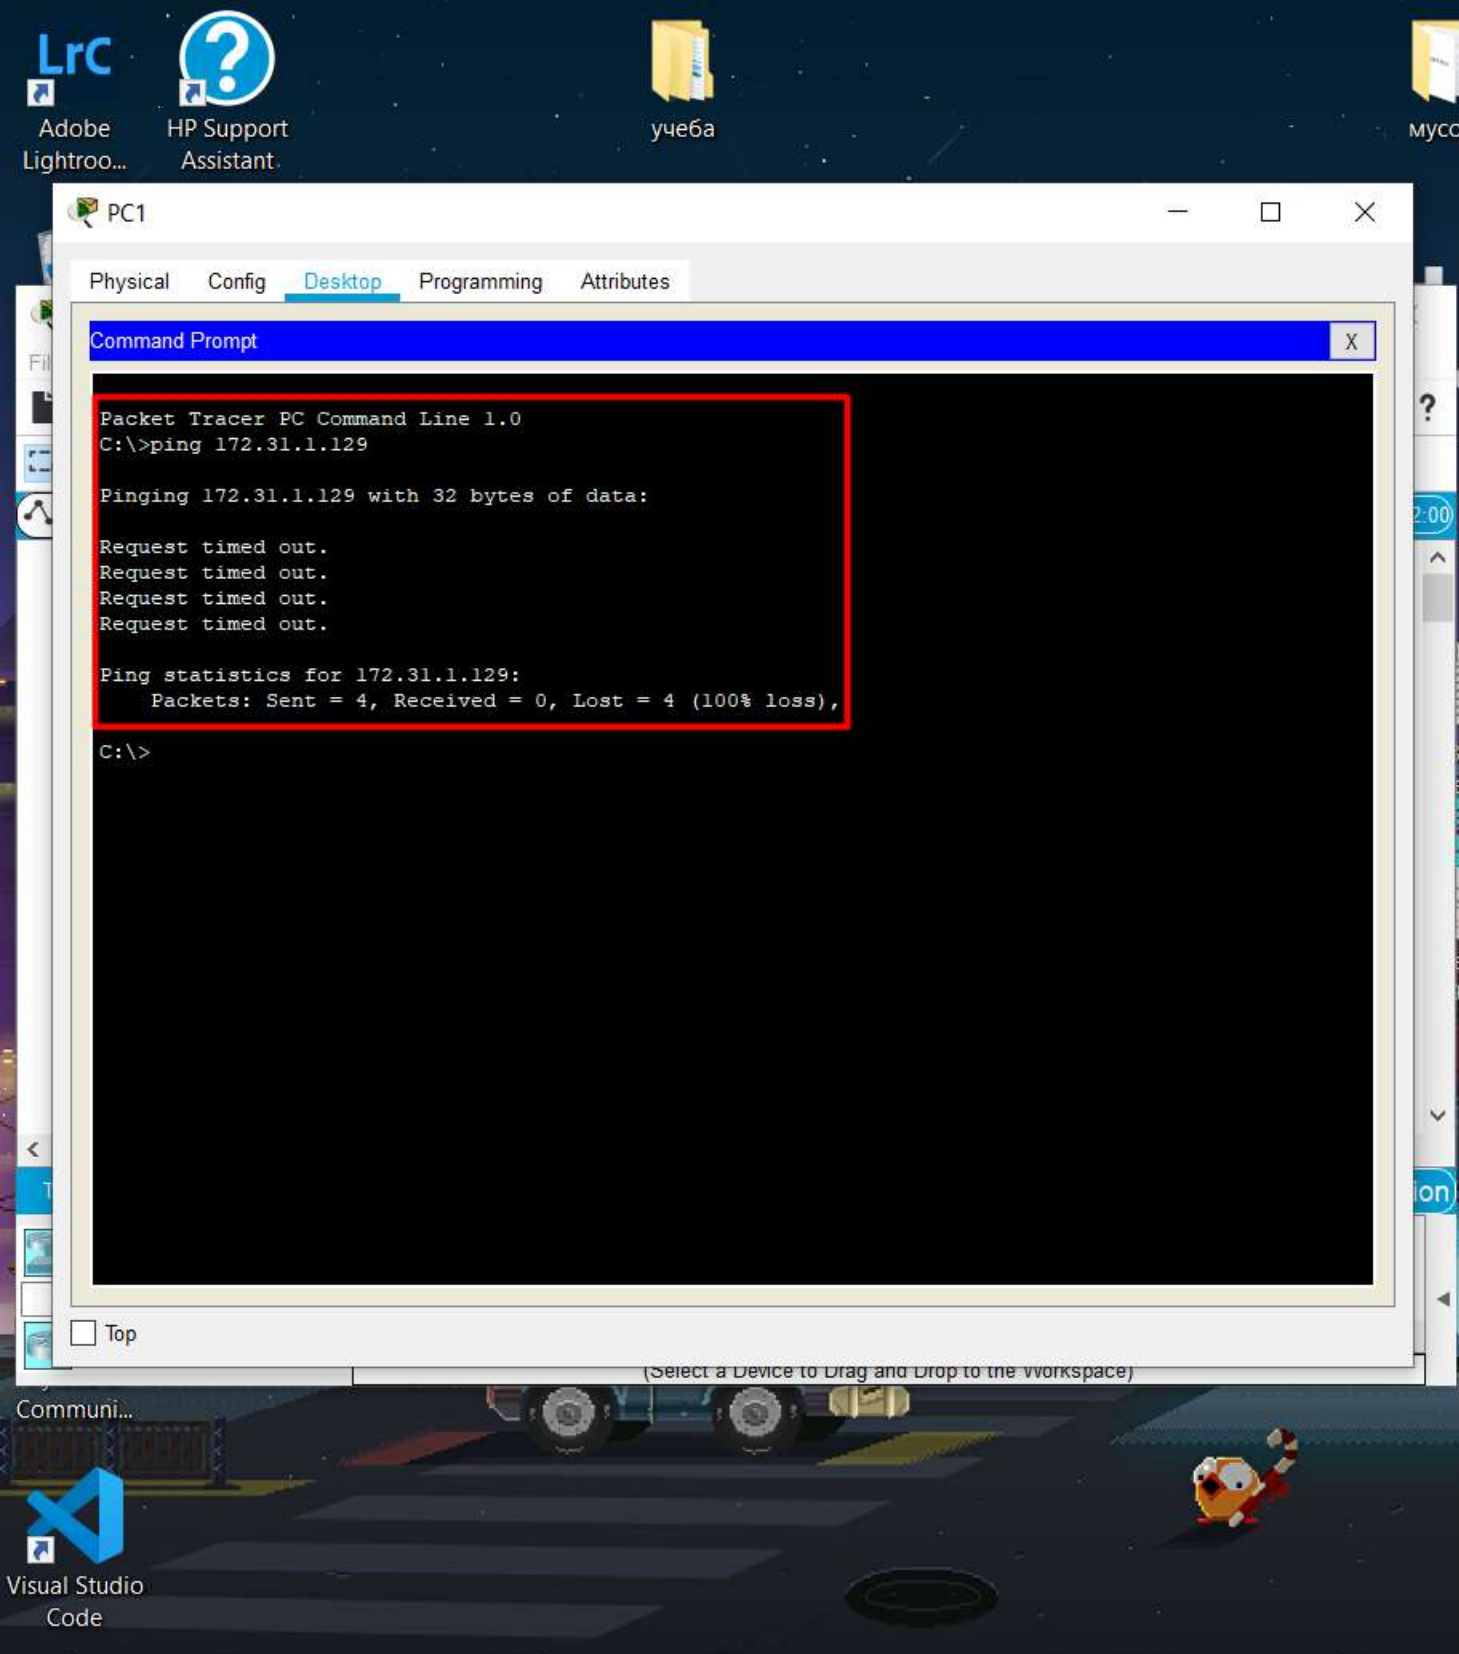 LrC
Adobe
Lightroo...
HP Support
Assistant
учеба
PC1
Physical
Config
Desktop
Programming
Attributes
Command Prompt
X
Fil
?
Packet Tracer PC Command Line 1.0
C:\>ping 172.31.1.129
Pinging 172.31.1.129 with 32 bytes of data:
Request timed out.
Request timed out.
Request timed out.
Request timed out.
Ping statistics for 172.31.1.129:
Packets: Sent = 4, Received = 0, Lost = 4 (100% loss),
C:\>
2:00
ion
Top
(Select a Device to Drag and Drop to the Workspace)
Communi...
Visual Studio
Code